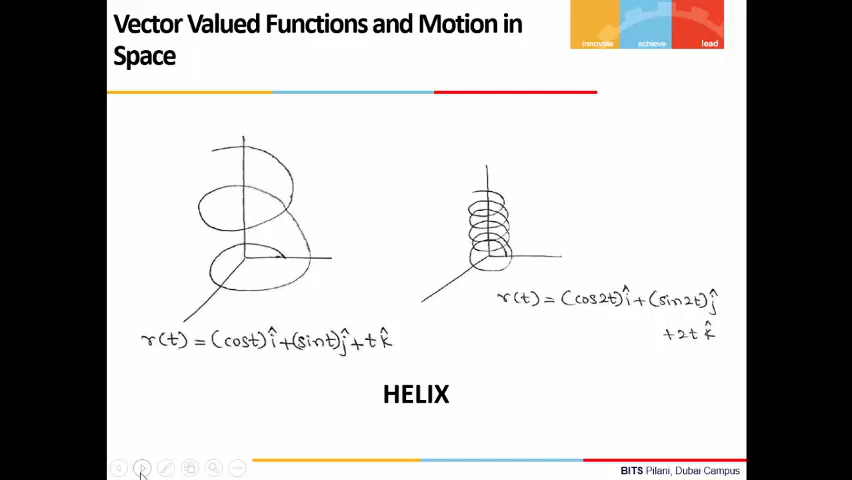 Vector Valued Functions and Motion in
Space
innovate achieve lead
r(t) = (cost)î+(sint)ĵ+tk̂
r(t) = (cos2t)î+(sin2t)ĵ
+2t k̂
HELIX
BITS Pilani, Dubai Campus